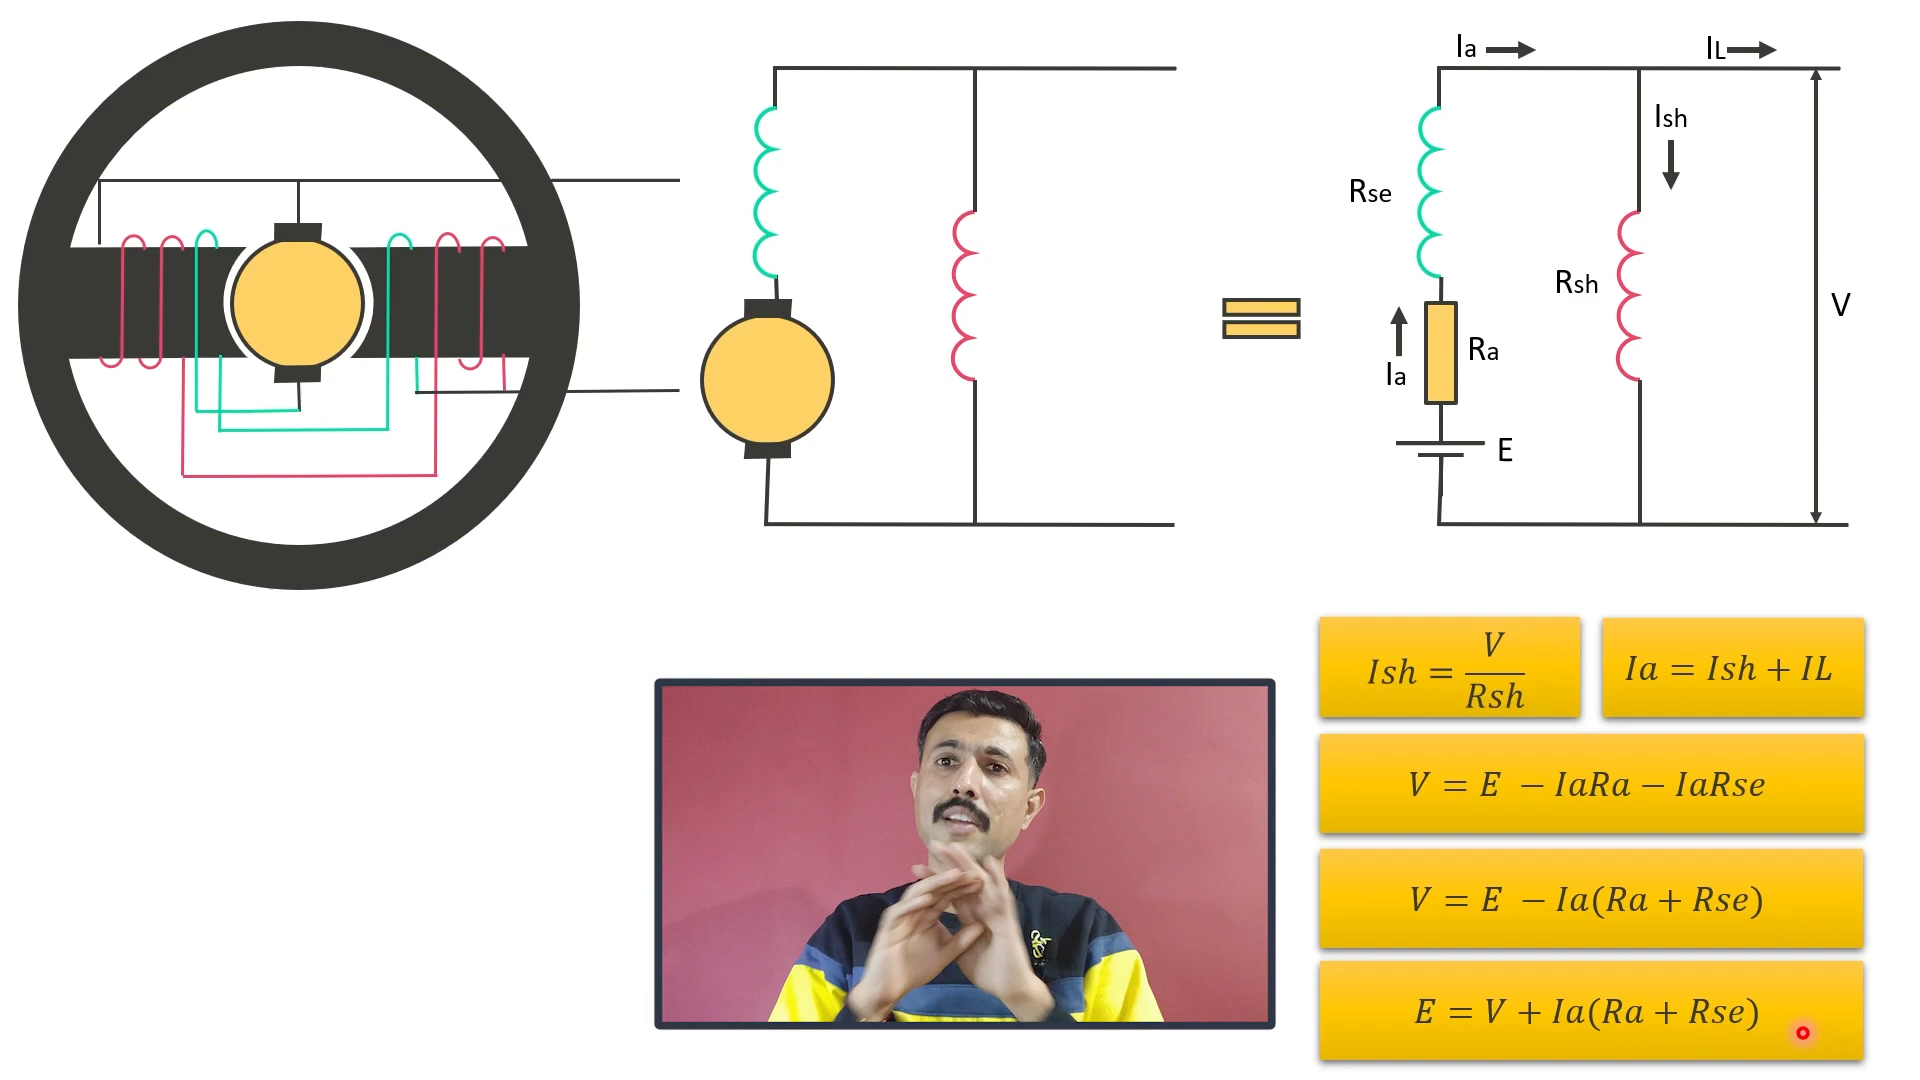 Ia
IL
Ish
Rse
Rsh
V
Ra
Ia
E
Ish = V/Rsh
Ia = Ish + IL
V = E − IaRa − IaRse
V = E − Ia(Ra + Rse)
E = V + Ia(Ra + Rse)